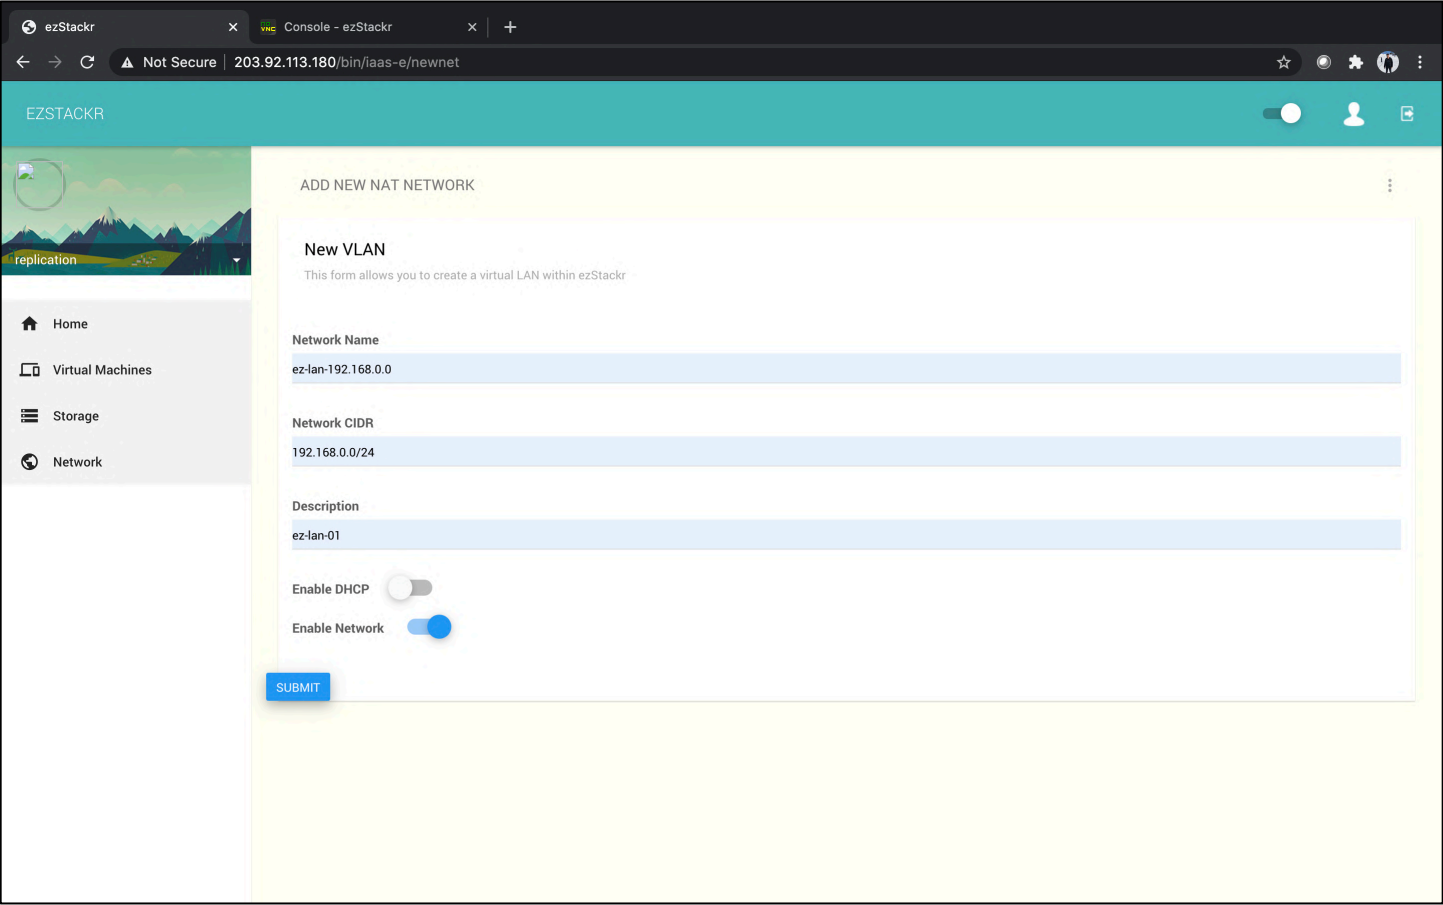 ezStackr
VNC Console - ezStackr
Not Secure 203.92.113.180/bin/iaas-e/newnet
EZSTACKR
ADD NEW NAT NETWORK
New VLAN
This form allows you to create a virtual LAN within ezStackr
replication
Home
Virtual Machines
Storage
Network
Network Name
ez-lan-192.168.0.0
Network CIDR
192.168.0.0/24
Description
ez-lan-01
Enable DHCP
Enable Network
SUBMIT